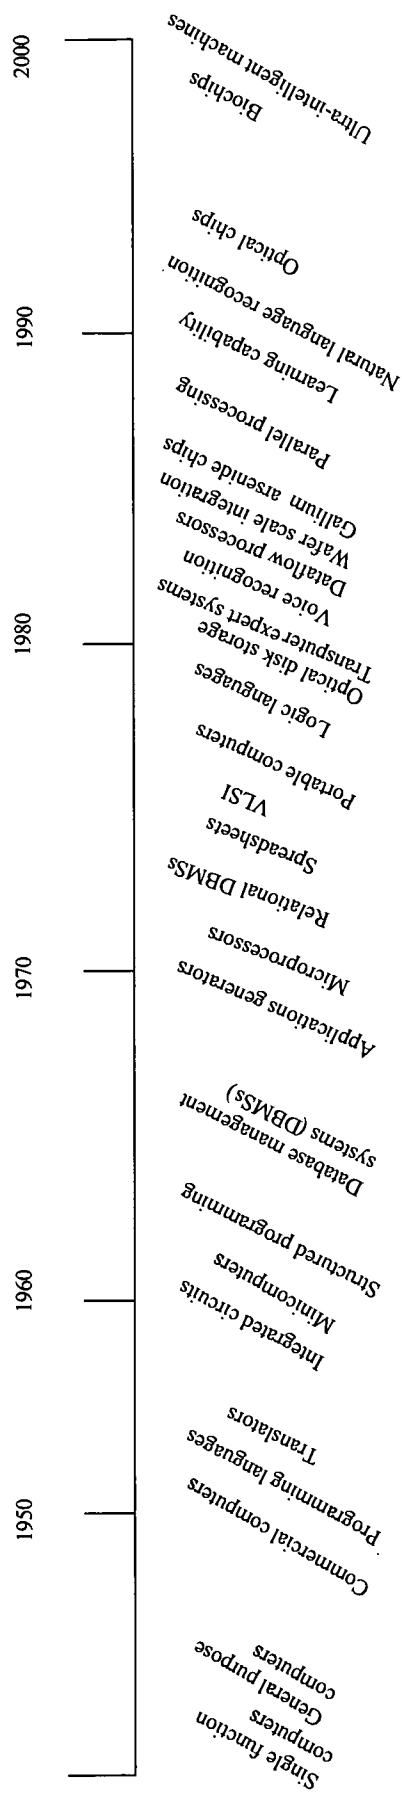 2000
Ultra-intelligent machines
Biochips
Optical chips
Natural language recognition
1990
Learning capability
Parallel processing
Gallium arsenide chips
Wafer scale integration
Dataflow processors
Voice recognition
Transputer expert systems
1980
Optical disk storage
Logic languages
Portable computers
VLSI
Spreadsheets
Relational DBMSs
Microprocessors
1970
Applications generators
Database management
systems (DBMSs)
Structured programming
Minicomputers
1960
Integrated circuits
Translators
Programming languages
1950
Commercial computers
General purpose
computers
Single function
computers